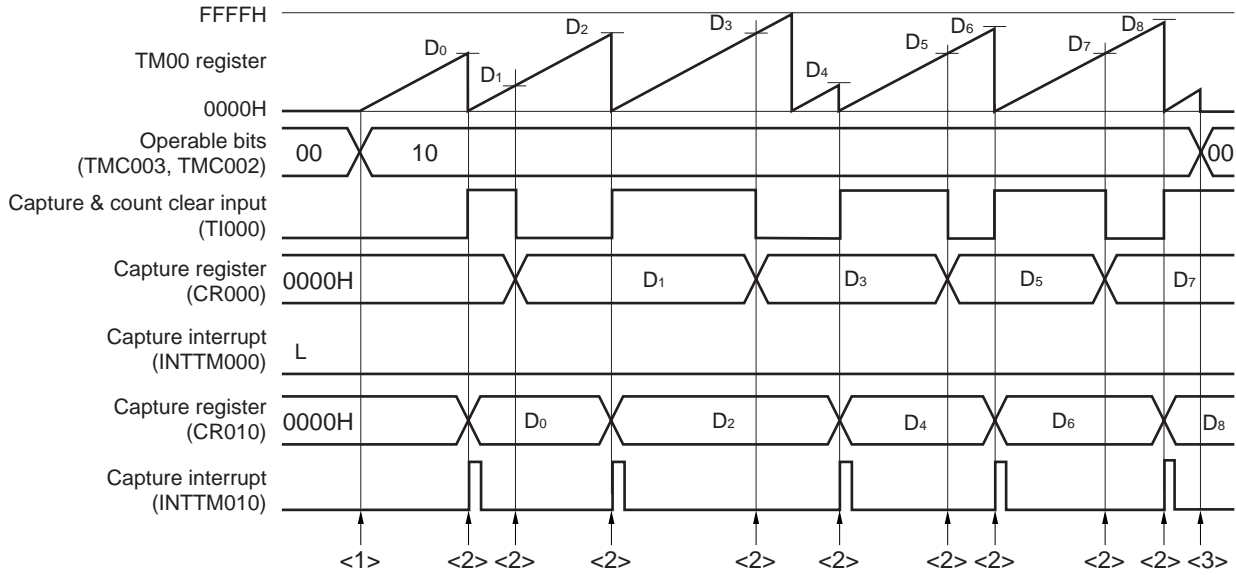 FFFFH
TM00 register
0000H
D0
D1
D2
D3
D4
D5
D6
D7
D8
Operable bits
(TMC003, TMC002)
00
10
00
Capture & count clear input
(TI000)
Capture register
(CR000)
0000H
D1
D3
D5
D7
Capture interrupt
(INTTM000)
L
Capture register
(CR010)
0000H
D0
D2
D4
D6
D8
Capture interrupt
(INTTM010)
<1> <2> <2> <2> <2> <2> <2> <2> <2> <2> <3>